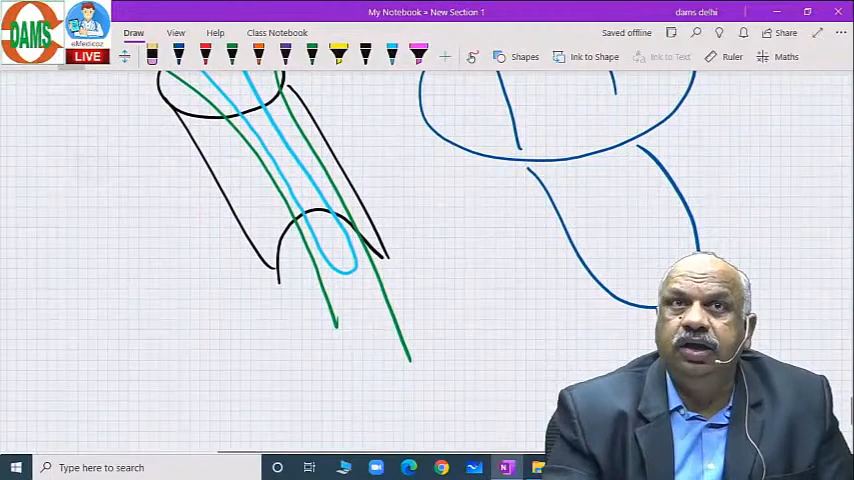 My Notebook = New Section 1
dams delhi
DAMS
eMedicoz
LIVE
Draw View Help Class Notebook
Saved offline
Share
Shapes
Ink to Shape
Ink to Text
Ruler
Maths
Type here to search